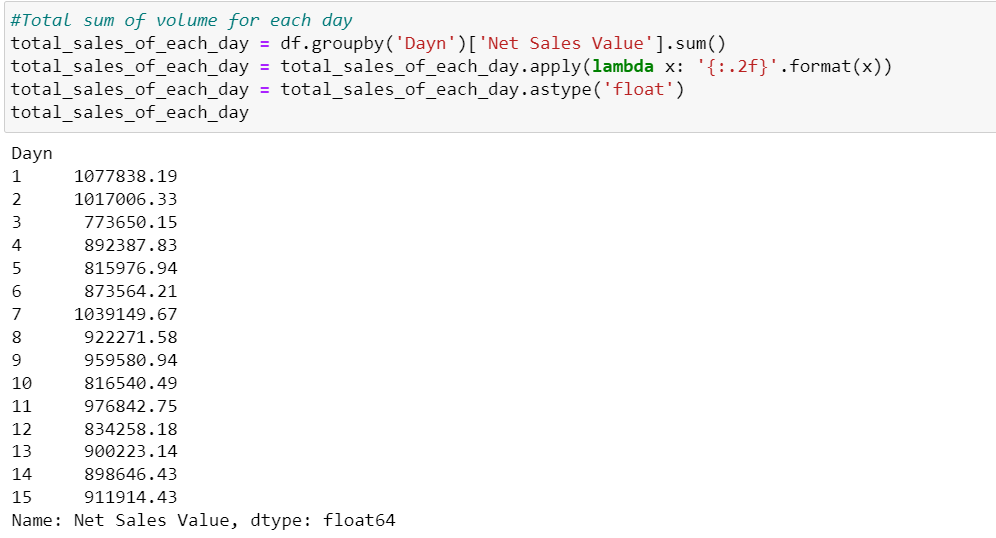 #Total sum of volume for each day
total_sales_of_each_day = df.groupby('Dayn')['Net Sales Value'].sum()
total_sales_of_each_day = total_sales_of_each_day.apply(lambda x: '{:.2f}'.format(x))
total_sales_of_each_day = total_sales_of_each_day.astype('float')
total_sales_of_each_day
Dayn
1     1077838.19
2     1017006.33
3      773650.15
4      892387.83
5      815976.94
6      873564.21
7     1039149.67
8      922271.58
9      959580.94
10     816540.49
11     976842.75
12     834258.18
13     900223.14
14     898646.43
15     911914.43
Name: Net Sales Value, dtype: float64